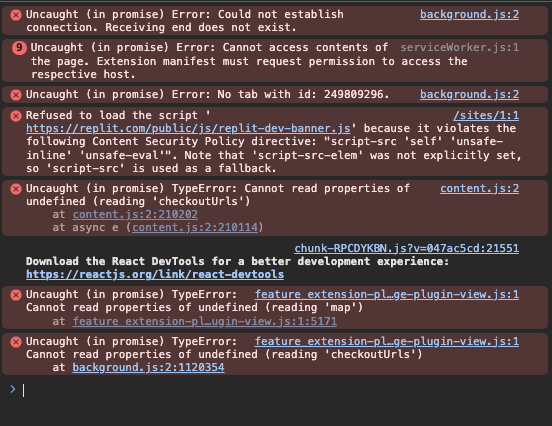 Uncaught (in promise) Error: Could not establish background.js:2
connection. Receiving end does not exist.
9 Uncaught (in promise) Error: Cannot access contents of serviceWorker.js:1
the page. Extension manifest must request permission to access the
respective host.
Uncaught (in promise) Error: No tab with id: 249809296. background.js:2
Refused to load the script ' /sites/1:1
https://replit.com/public/js/replit-dev-banner.js' because it violates the
following Content Security Policy directive: "script-src 'self' 'unsafe-
inline' 'unsafe-eval'". Note that 'script-src-elem' was not explicitly set,
so 'script-src' is used as a fallback.
Uncaught (in promise) TypeError: Cannot read properties of content.js:2
undefined (reading 'checkoutUrls')
at content.js:2:210202
at async e (content.js:2:210114)
chunk-RPCDYKBN.js?v=047ac5cd:21551
Download the React DevTools for a better development experience:
https://reactjs.org/link/react-devtools
Uncaught (in promise) TypeError: feature extension-pl…ge-plugin-view.js:1
Cannot read properties of undefined (reading 'map')
at feature extension-pl…ugin-view.js:1:5171
Uncaught (in promise) TypeError: feature extension-pl…ge-plugin-view.js:1
Cannot read properties of undefined (reading 'checkoutUrls')
at background.js:2:1120354
>